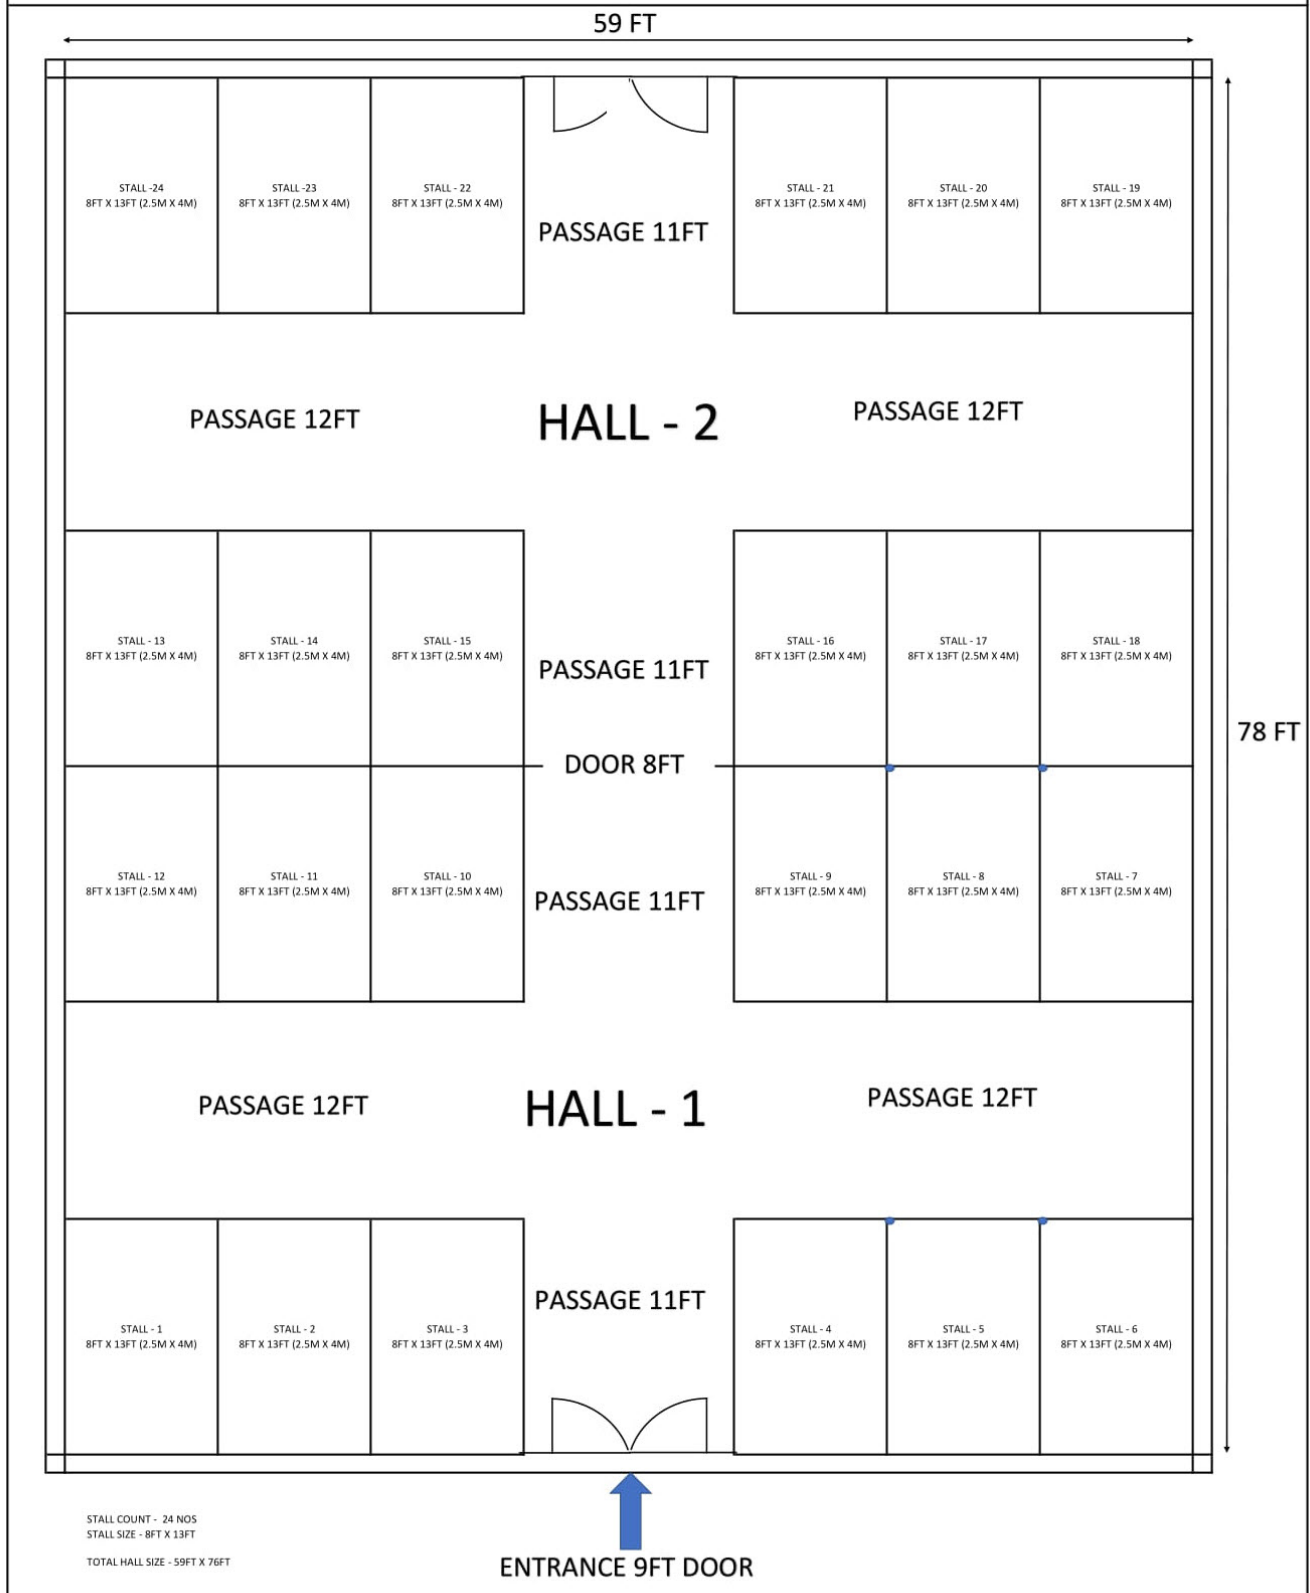 59 FT
STALL -24
8FT X 13FT (2.5M X 4M)
STALL -23
8FT X 13FT (2.5M X 4M)
STALL - 22
8FT X 13FT (2.5M X 4M)
PASSAGE 11FT
STALL - 21
8FT X 13FT (2.5M X 4M)
STALL - 20
8FT X 13FT (2.5M X 4M)
STALL - 19
8FT X 13FT (2.5M X 4M)
PASSAGE 12FT
HALL - 2
PASSAGE 12FT
STALL - 13
8FT X 13FT (2.5M X 4M)
STALL - 14
8FT X 13FT (2.5M X 4M)
STALL - 15
8FT X 13FT (2.5M X 4M)
PASSAGE 11FT
STALL - 16
8FT X 13FT (2.5M X 4M)
STALL - 17
8FT X 13FT (2.5M X 4M)
STALL - 18
8FT X 13FT (2.5M X 4M)
78 FT
DOOR 8FT
STALL - 12
8FT X 13FT (2.5M X 4M)
STALL - 11
8FT X 13FT (2.5M X 4M)
STALL - 10
8FT X 13FT (2.5M X 4M)
PASSAGE 11FT
STALL - 9
8FT X 13FT (2.5M X 4M)
STALL - 8
8FT X 13FT (2.5M X 4M)
STALL - 7
8FT X 13FT (2.5M X 4M)
PASSAGE 12FT
HALL - 1
PASSAGE 12FT
STALL - 1
8FT X 13FT (2.5M X 4M)
STALL - 2
8FT X 13FT (2.5M X 4M)
STALL - 3
8FT X 13FT (2.5M X 4M)
PASSAGE 11FT
STALL - 4
8FT X 13FT (2.5M X 4M)
STALL - 5
8FT X 13FT (2.5M X 4M)
STALL - 6
8FT X 13FT (2.5M X 4M)
STALL COUNT -  24 NOS
STALL SIZE - 8FT X 13FT
TOTAL HALL SIZE - 59FT X 76FT
ENTRANCE 9FT DOOR